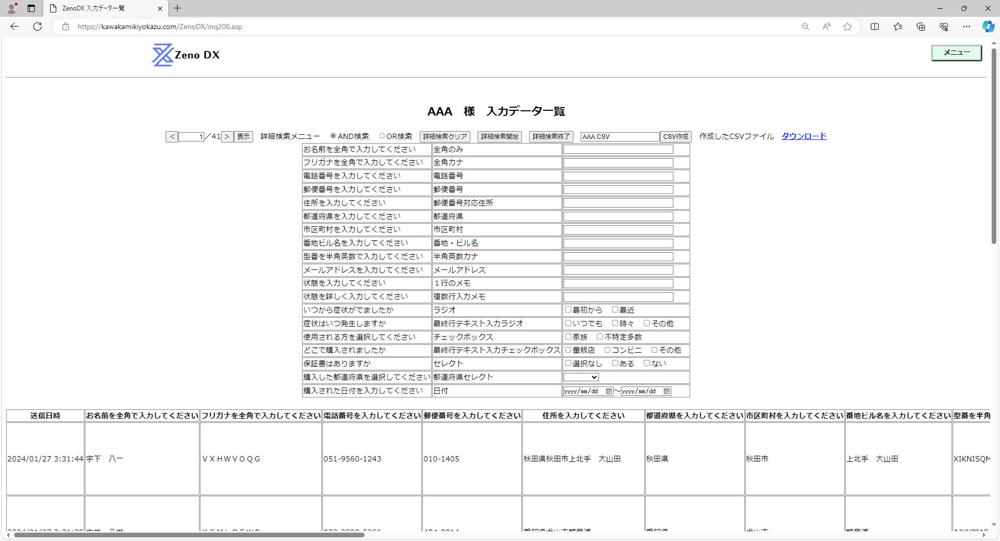 ZenoDX 入力データ一覧
https://kawakamikiyokazu.com/ZenoDX/inq200.asp
Zeno DX
メニュー
AAA　様　入力データ一覧
< 1／41 > 表示 詳細検索メニュー AND検索 OR検索 詳細検索クリア 詳細検索開始 詳細検索終了 AAA.CSV CSV作成 作成したCSVファイル ダウンロード
お名前を全角で入力してください 全角のみ
フリガナを全角で入力してください 全角カナ
電話番号を入力してください 電話番号
郵便番号を入力してください 郵便番号
住所を入力してください 郵便番号対応住所
都道府県を入力してください 都道府県
市区町村を入力してください 市区町村
番地ビル名を入力してください 番地・ビル名
型番を半角英数で入力してください 半角英数カナ
メールアドレスを入力してください メールアドレス
状態を入力してください １行のメモ
状態を詳しく入力してください 複数行入力メモ
いつから症状がでましたか ラジオ 最初から 最近
症状はいつ発生しますか 最終行テキスト入力ラジオ いつでも 時々 その他
使用される方を選択してください チェックボックス 家族 不特定多数
どこで購入されましたか 最終行テキスト入力チェックボックス 量販店 コンビニ その他
保証書はありますか セレクト 選択なし ある ない
購入した都道府県を選択してください 都道府県セレクト
購入された日付を入力してください 日付 yyyy/mm/dd ～ yyyy/mm/dd
送信日時 お名前を全角で入力してください フリガナを全角で入力してください 電話番号を入力してください 郵便番号を入力してください 住所を入力してください 都道府県を入力してください 市区町村を入力してください 番地ビル名を入力してください 型番を半角
2024/01/27 3:31:44 宇下　八一 ＶＸＨＷＶＯＱＧ 051-9560-1243 010-1405 秋田県秋田市上北手　大山田 秋田県 秋田市 上北手　大山田 XIKNISQM